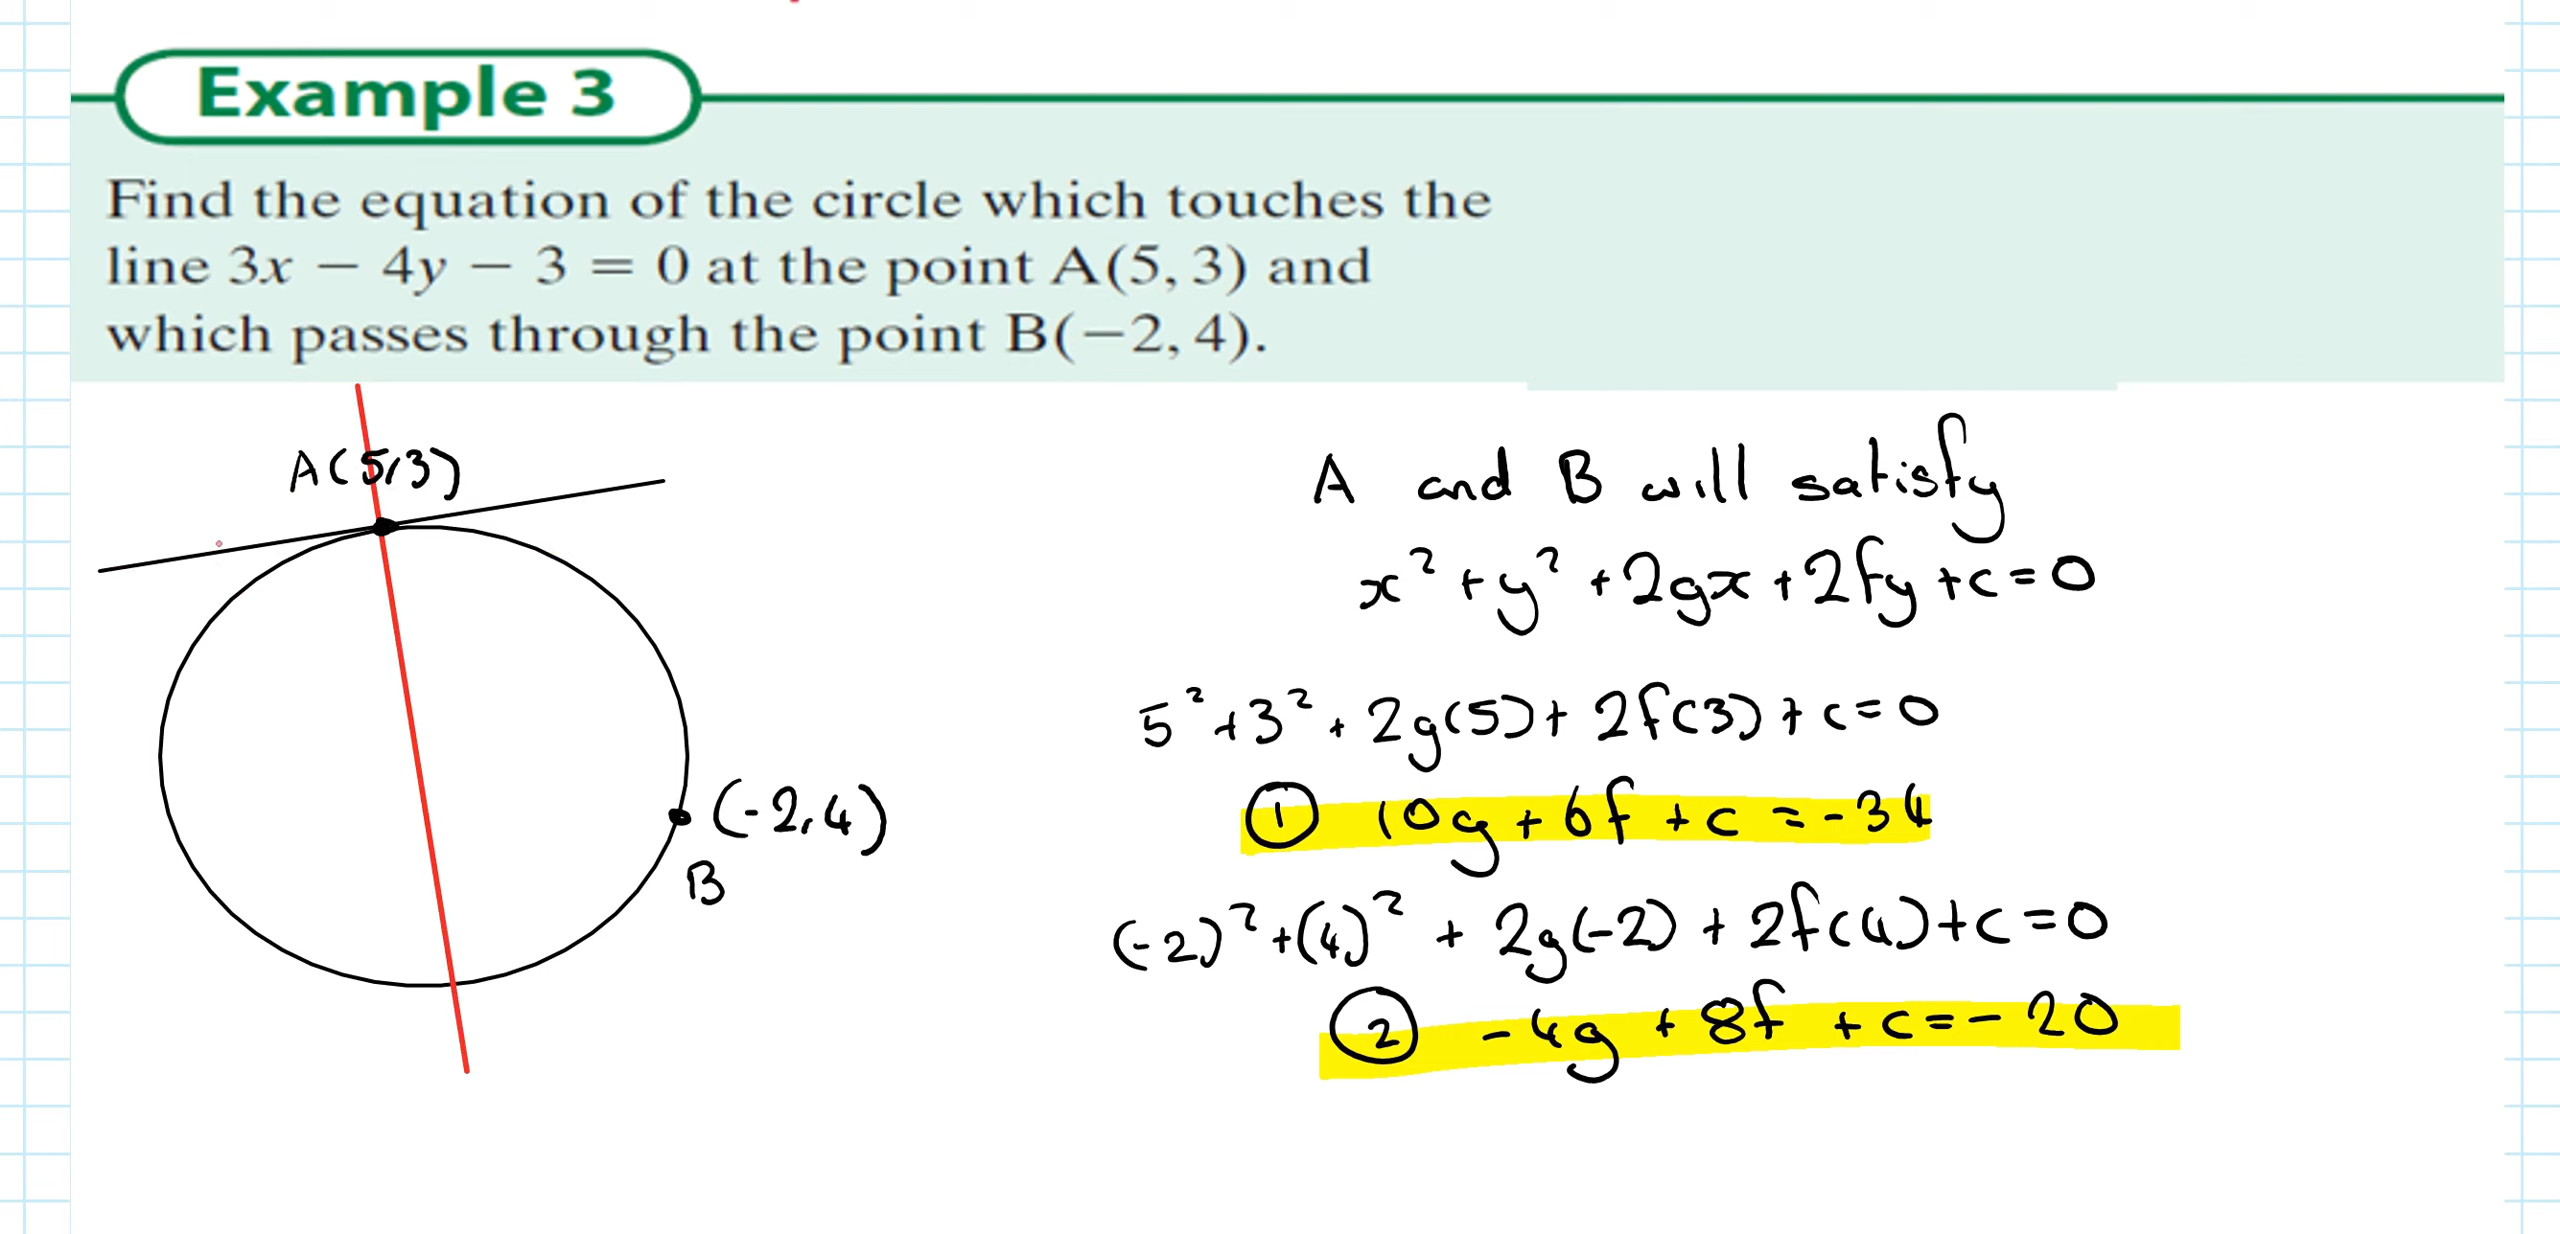 Example 3
Find the equation of the circle which touches the
line 3x − 4y − 3 = 0 at the point A(5, 3) and
which passes through the point B(−2, 4).
A(5,3)
(-2,4)
B
A and B will satisfy
x² + y² + 2gx + 2fy + c = 0
5² + 3² + 2g(5) + 2f(3) + c = 0
① 10g + 6f + c = -34
(-2)² + (4)² + 2g(-2) + 2f(4) + c = 0
② -4g + 8f + c = -20